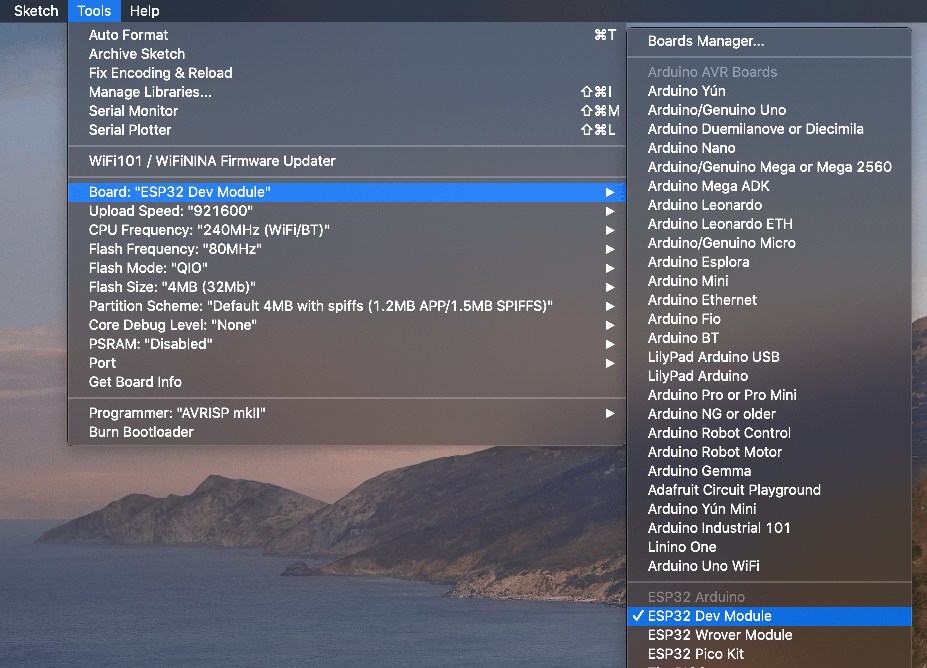 Sketch Tools Help
Auto Format ⌘T
Archive Sketch
Fix Encoding & Reload
Manage Libraries... ⇧⌘I
Serial Monitor ⇧⌘M
Serial Plotter ⇧⌘L
WiFi101 / WiFiNINA Firmware Updater
Board: "ESP32 Dev Module"
Upload Speed: "921600"
CPU Frequency: "240MHz (WiFi/BT)"
Flash Frequency: "80MHz"
Flash Mode: "QIO"
Flash Size: "4MB (32Mb)"
Partition Scheme: "Default 4MB with spiffs (1.2MB APP/1.5MB SPIFFS)"
Core Debug Level: "None"
PSRAM: "Disabled"
Port
Get Board Info
Programmer: "AVRISP mkII"
Burn Bootloader
Boards Manager...
Arduino AVR Boards
Arduino Yún
Arduino/Genuino Uno
Arduino Duemilanove or Diecimila
Arduino Nano
Arduino/Genuino Mega or Mega 2560
Arduino Mega ADK
Arduino Leonardo
Arduino Leonardo ETH
Arduino/Genuino Micro
Arduino Esplora
Arduino Mini
Arduino Ethernet
Arduino Fio
Arduino BT
LilyPad Arduino USB
LilyPad Arduino
Arduino Pro or Pro Mini
Arduino NG or older
Arduino Robot Control
Arduino Robot Motor
Arduino Gemma
Adafruit Circuit Playground
Arduino Yún Mini
Arduino Industrial 101
Linino One
Arduino Uno WiFi
ESP32 Arduino
✓ ESP32 Dev Module
ESP32 Wrover Module
ESP32 Pico Kit